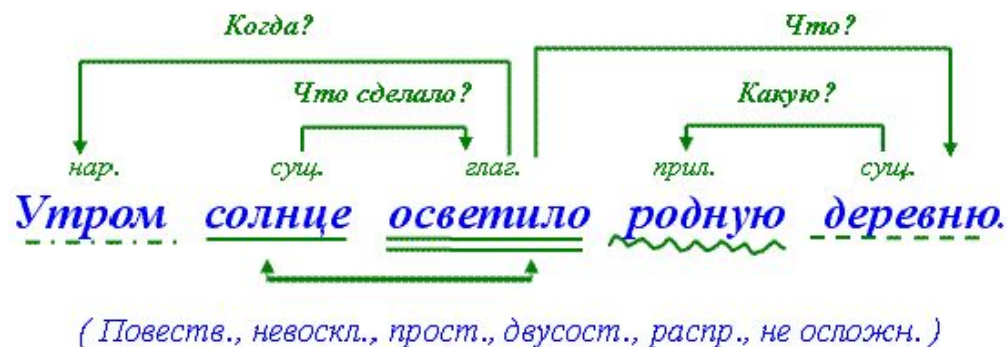 Когда? Что?
Что сделало? Какую?
нар. сущ. глаг. прил. сущ.
Утром солнце осветило родную деревню.
( Повеств., невоскл., прост., двусост., распр., не осложн. )